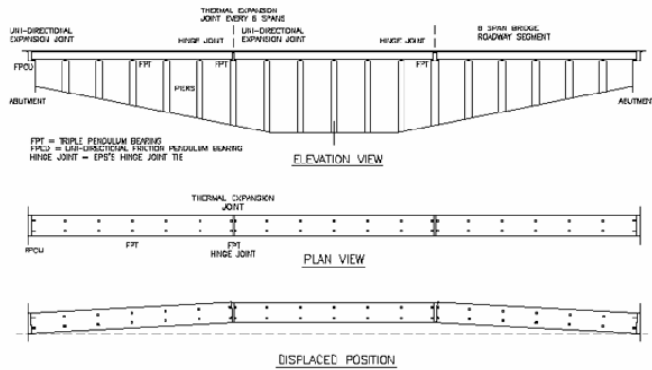 THERMAL EXPANSION
JOINT EVERY 6 SPANS
UNI-DIRECTIONAL
EXPANSION JOINT
HINGE JOINT
UNI-DIRECTIONAL
EXPANSION JOINT
HINGE JOINT
6 SPAN BRIDGE
ROADWAY SEGMENT
FPCU
FPT
FPT
FPT
PIERS
ABUTMENT
ABUTMENT
FPT = TRIPLE PENDULUM BEARING
FPCU = UNI-DIRECTIONAL FRICTION PENDULUM BEARING
HINGE JOINT = EPS'S HINGE JOINT TIE
ELEVATION VIEW
THERMAL EXPANSION
JOINT
FPCU
FPT
FPT
HINGE JOINT
PLAN VIEW
DISPLACED POSITION